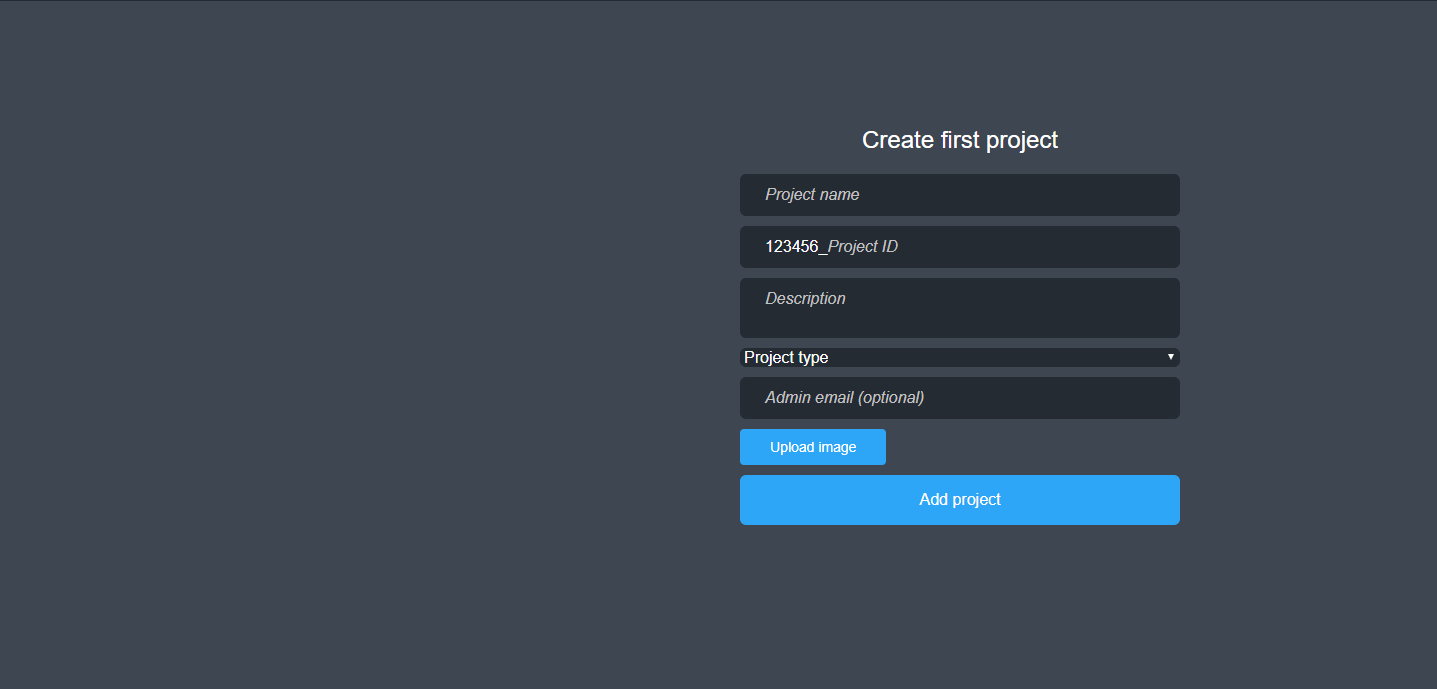 Create first project
Project name
123456_Project ID
Description
Project type
Admin email (optional)
Upload image
Add project